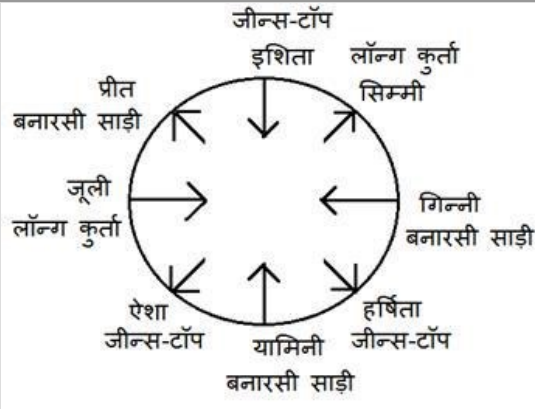 जीन्स-टॉप
इशिता
लॉन्ग कुर्ता
सिम्मी
प्रीत
बनारसी साड़ी
जूली
लॉन्ग कुर्ता
गिन्नी
बनारसी साड़ी
ऐशा
जीन्स-टॉप
यामिनी
बनारसी साड़ी
हर्षिता
जीन्स-टॉप